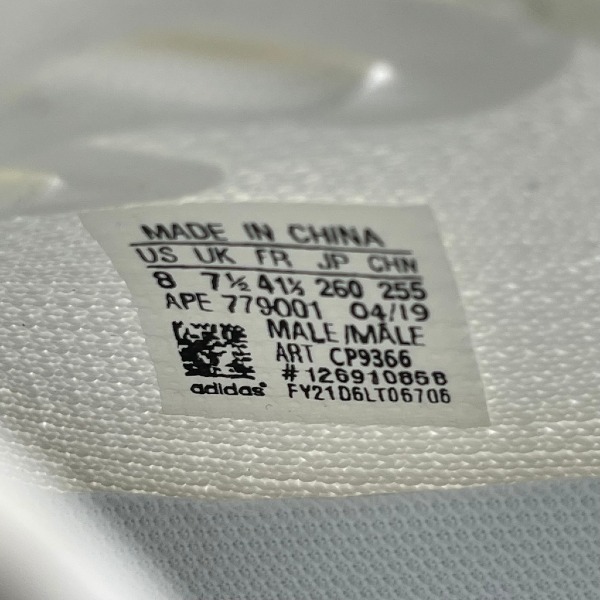 MADE IN CHINA
US UK FR JP CHN
8 7½ 41⅓ 260 255
APE 779001 04/19
MALE/MALE
ART CP9366
#126910868
adidas FY21D6LT06706